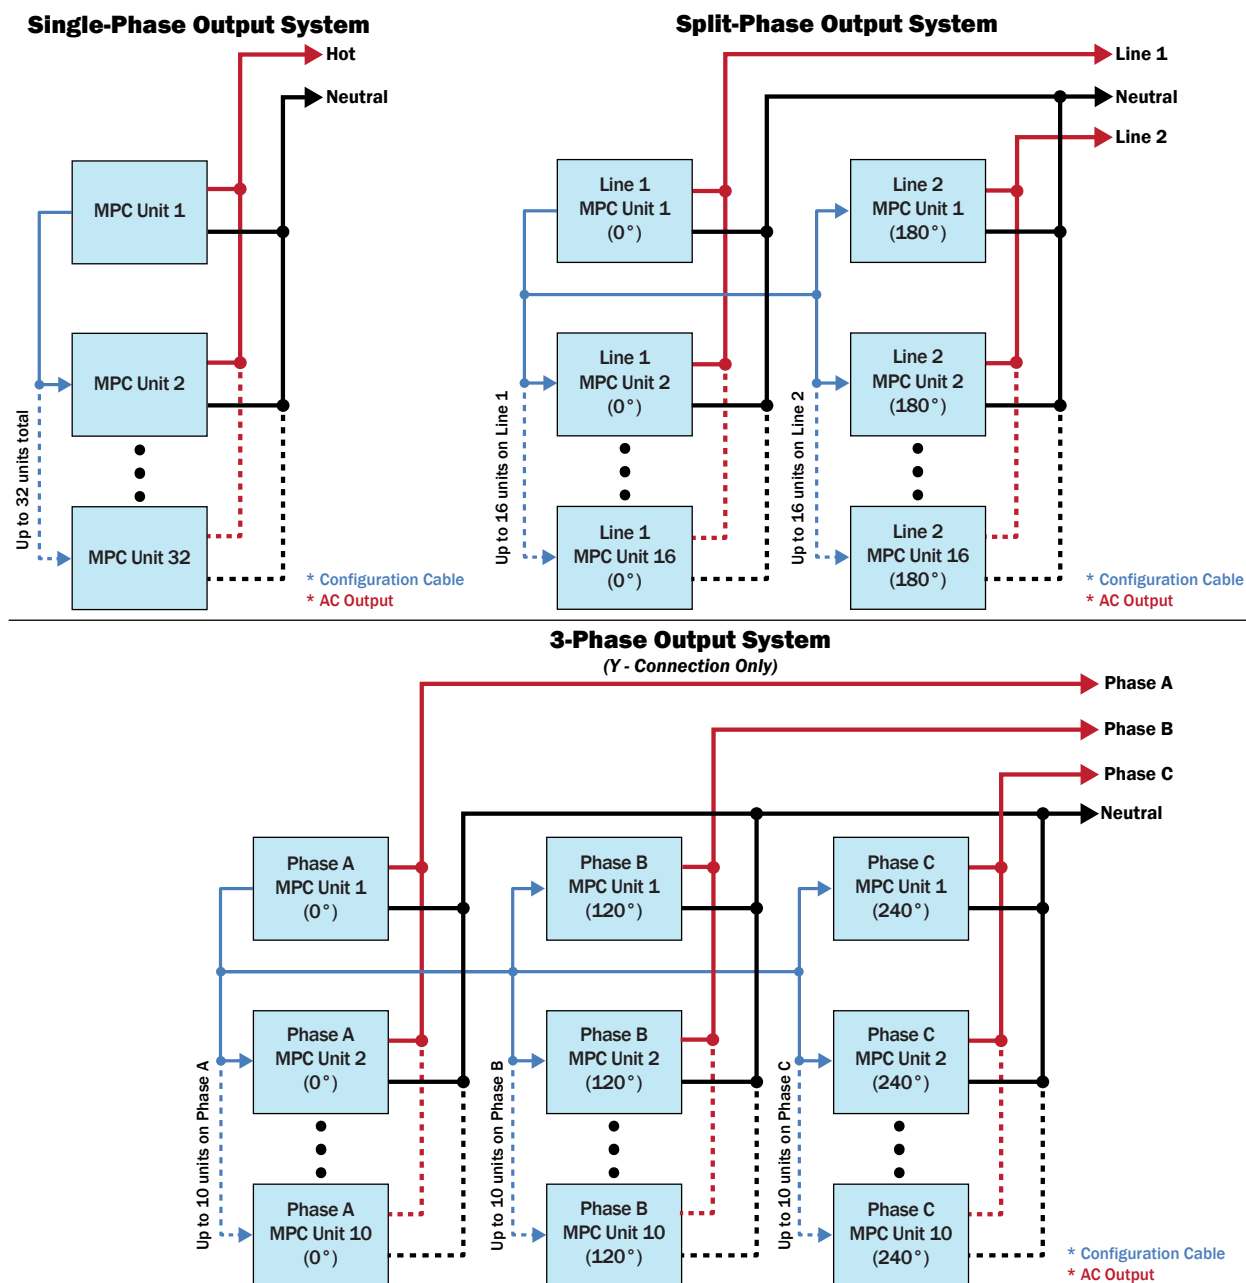 Single-Phase Output System
Hot
Neutral
MPC Unit 1
MPC Unit 2
MPC Unit 32
Up to 32 units total
* Configuration Cable
* AC Output
Split-Phase Output System
Line 1
Neutral
Line 2
Line 1
MPC Unit 1
(0°)
Line 2
MPC Unit 1
(180°)
Line 1
MPC Unit 2
(0°)
Line 2
MPC Unit 2
(180°)
Up to 16 units on Line 1
Up to 16 units on Line 2
Line 1
MPC Unit 16
(0°)
Line 2
MPC Unit 16
(180°)
* Configuration Cable
* AC Output
3-Phase Output System
(Y - Connection Only)
Phase A
Phase B
Phase C
Neutral
Phase A
MPC Unit 1
(0°)
Phase B
MPC Unit 1
(120°)
Phase C
MPC Unit 1
(240°)
Phase A
MPC Unit 2
(0°)
Phase B
MPC Unit 2
(120°)
Phase C
MPC Unit 2
(240°)
Up to 10 units on Phase A
Up to 10 units on Phase B
Up to 10 units on Phase C
Phase A
MPC Unit 10
(0°)
Phase B
MPC Unit 10
(120°)
Phase C
MPC Unit 10
(240°)
* Configuration Cable
* AC Output